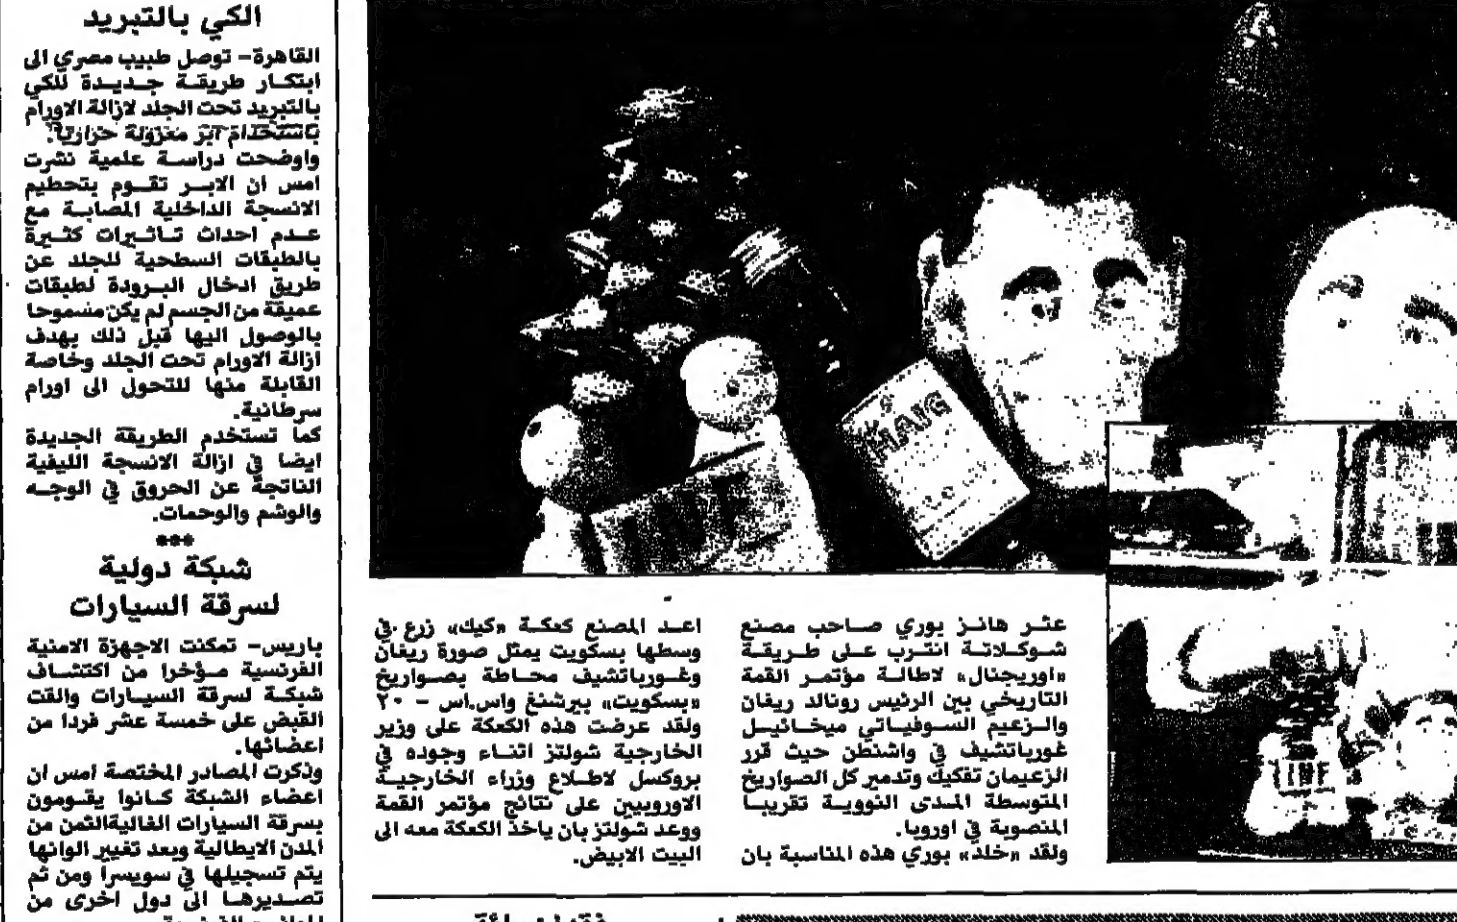 عثر هانز بوري صاحب مصنع
شوكلاتة انترب على طريقة
«اوريجنال» لاطالة مؤتمر القمة
التاريخي بين الرئيس رونالد ريغان
والزعيم السوفياتي ميخائيل
غورباتشيف في واشنطن حيث قرر
الزعيمان تفكيك وتدمير كل الصواريخ
المتوسطة المدى النووية تقريبا
المنصوبة في اوروبا.
ولقد «خلد» بوري هذه المناسبة بان
اعد المصنع كعكة «كيك» زرع في
وسطها بسكويت يمثل صورة ريغان
وغورباتشيف محاطة بصواريخ
«بسكويت» بيرشنغ واس.اس - ٢٠
ولقد عرضت هذه الكعكة على وزير
الخارجية شولتز اثناء وجوده في
بروكسل لاطلاع وزراء الخارجية
الاوروبيين على نتائج مؤتمر القمة
ووعد شولتز بان ياخذ الكعكة معه الى
البيت الابيض.
الكي بالتبريد
القاهرة- توصل طبيب مصري الى
ابتكار طريقة جديدة للكي
بالتبريد تحت الجلد لازالة الاورام
باستخدام ابر معزولة حراريا.
واوضحت دراسة علمية نشرت
امس ان الابر تقوم بتحطيم
الانسجة الداخلية المصابة مع
عدم احداث تاثيرات كثيرة
بالطبقات السطحية للجلد عن
طريق ادخال البرودة لطبقات
عميقة من الجسم لم يكن مسموحا
بالوصول اليها قبل ذلك بهدف
ازالة الاورام تحت الجلد وخاصة
القابلة منها للتحول الى اورام
سرطانية.
كما تستخدم الطريقة الجديدة
ايضا في ازالة الانسجة الليفية
الناتجة عن الحروق في الوجه
والوشم والوحمات.
***
شبكة دولية
لسرقة السيارات
باريس- تمكنت الاجهزة الامنية
الفرنسية مؤخرا من اكتشاف
شبكة لسرقة السيارات والقت
القبض على خمسة عشر فردا من
اعضائها.
وذكرت المصادر المختصة امس ان
اعضاء الشبكة كانوا يقومون
بسرقة السيارات الغالية الثمن من
المدن الايطالية وبعد تغيير الوانها
يتم تسجيلها في سويسرا ومن ثم
تصديرها الى دول اخرى من
HAIG